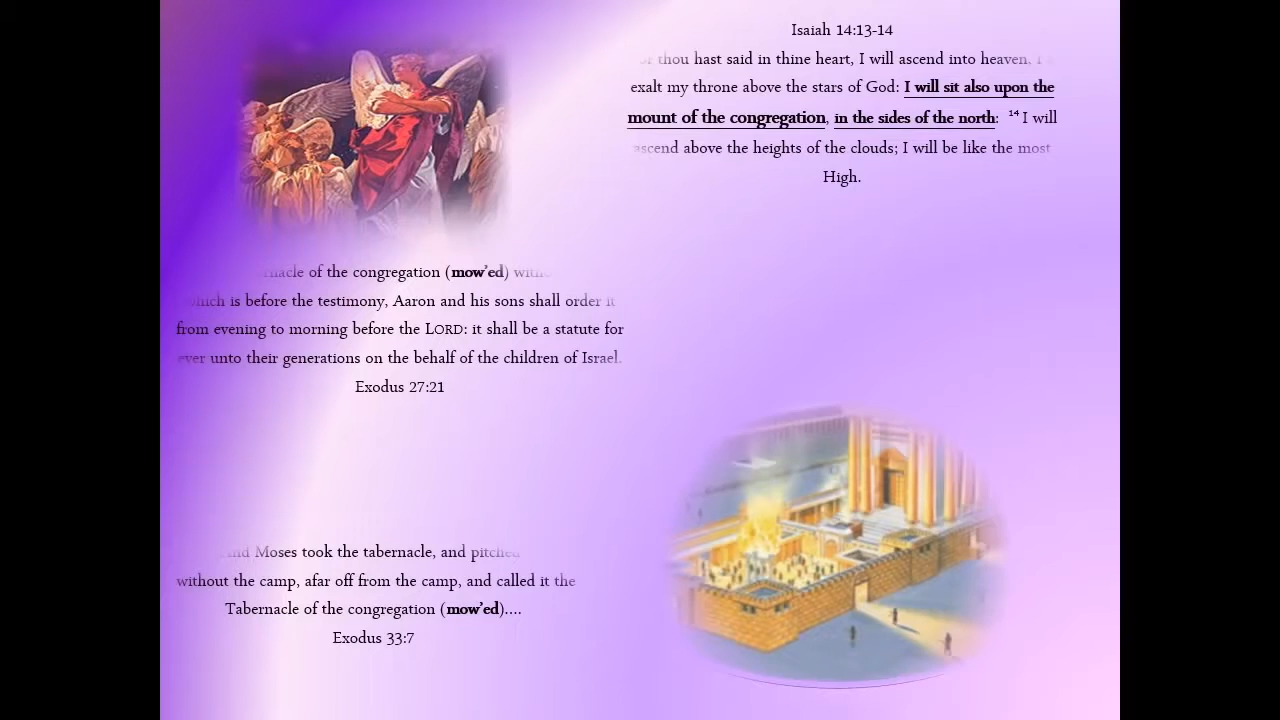 Isaiah 14:13-14
thou hast said in thine heart, I will ascend into heaven, I
exalt my throne above the stars of God: I will sit also upon the
mount of the congregation, in the sides of the north: 14 I will
ascend above the heights of the clouds; I will be like the most
High.
of the congregation (mow'ed)
which is before the testimony, Aaron and his sons shall order it
from evening to morning before the LORD: it shall be a statute for
ever unto their generations on the behalf of the children of Israel.
Exodus 27:21
And Moses took the tabernacle, and pitched
without the camp, afar off from the camp, and called it the
Tabernacle of the congregation (mow'ed)....
Exodus 33:7